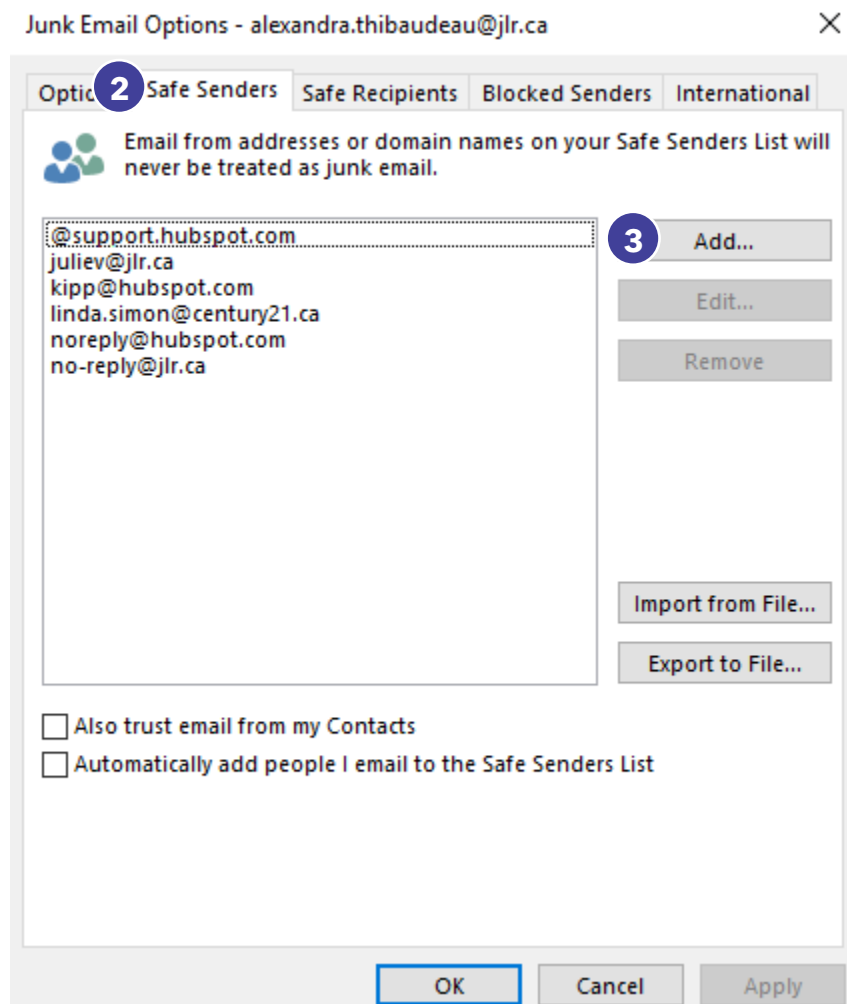 Junk Email Options - alexandra.thibaudeau@jlr.ca
Optic 2 Safe Senders Safe Recipients Blocked Senders International
Email from addresses or domain names on your Safe Senders List will
never be treated as junk email.
@support.hubspot.com
3 Add...
juliev@jlr.ca
kipp@hubspot.com
Edit...
linda.simon@century21.ca
noreply@hubspot.com
no-reply@jlr.ca
Remove
Import from File...
Export to File...
Also trust email from my Contacts
Automatically add people I email to the Safe Senders List
OK Cancel Apply